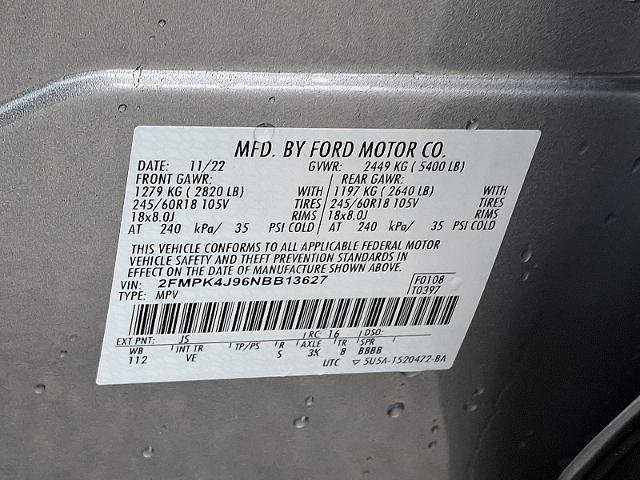 MFD. BY FORD MOTOR CO.
DATE: 11/22 GVWR: 2449 KG ( 5400 LB)
FRONT GAWR: REAR GAWR:
1279 KG ( 2820 LB) WITH 1197 KG ( 2640 LB) WITH
245/60R18 105V TIRES 245/60R18 105V TIRES
18x8.0J RIMS 18x8.0J RIMS
AT 240 kPa/ 35 PSI COLD AT 240 kPa/ 35 PSI COLD
THIS VEHICLE CONFORMS TO ALL APPLICABLE FEDERAL MOTOR
VEHICLE SAFETY AND THEFT PREVENTION STANDARDS IN
EFFECT ON THE DATE OF MANUFACTURE SHOWN ABOVE.
VIN: 2FMPK4J96NBB13627 F0108
TYPE: MPV T0397
EXT PNT: JS RC: 16 DSO:
WB INT TR TP/PS R AXLE TR SPR
112 VE S 3K 8 BBBB
UTC ▽ 5U5A-1520472-BA